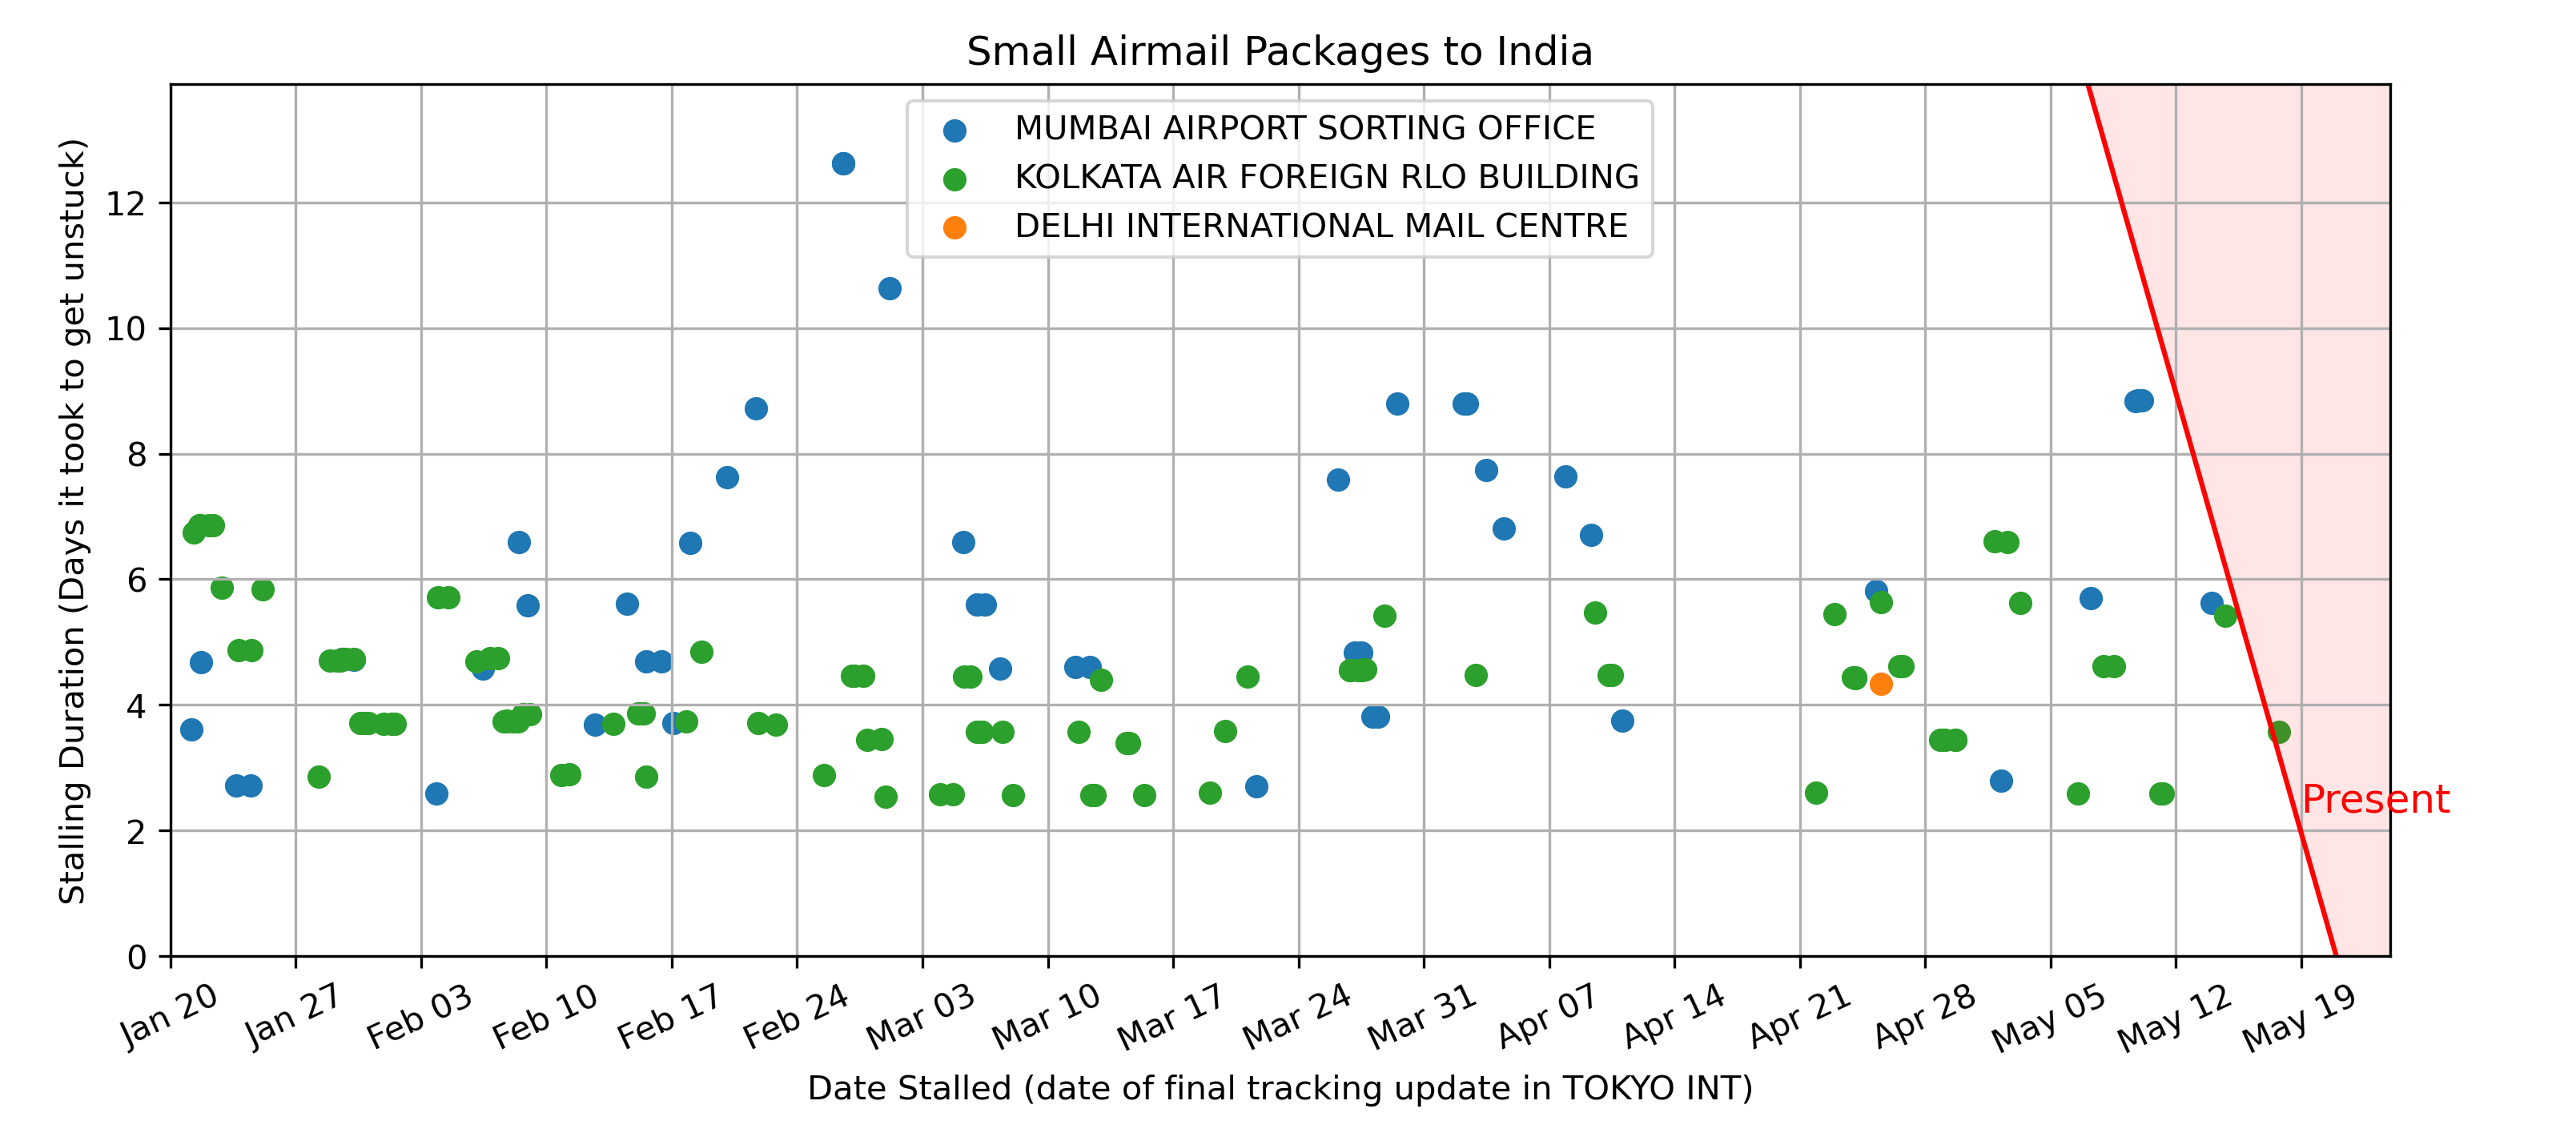 Small Airmail Packages to India
MUMBAI AIRPORT SORTING OFFICE
KOLKATA AIR FOREIGN RLO BUILDING
DELHI INTERNATIONAL MAIL CENTRE
Stalling Duration (Days it took to get unstuck)
12
10
8
6
4
2
0
Present
Jan 20
Jan 27
Feb 03
Feb 10
Feb 17
Feb 24
Mar 03
Mar 10
Mar 17
Mar 24
Mar 31
Apr 07
Apr 14
Apr 21
Apr 28
May 05
May 12
May 19
Date Stalled (date of final tracking update in TOKYO INT)